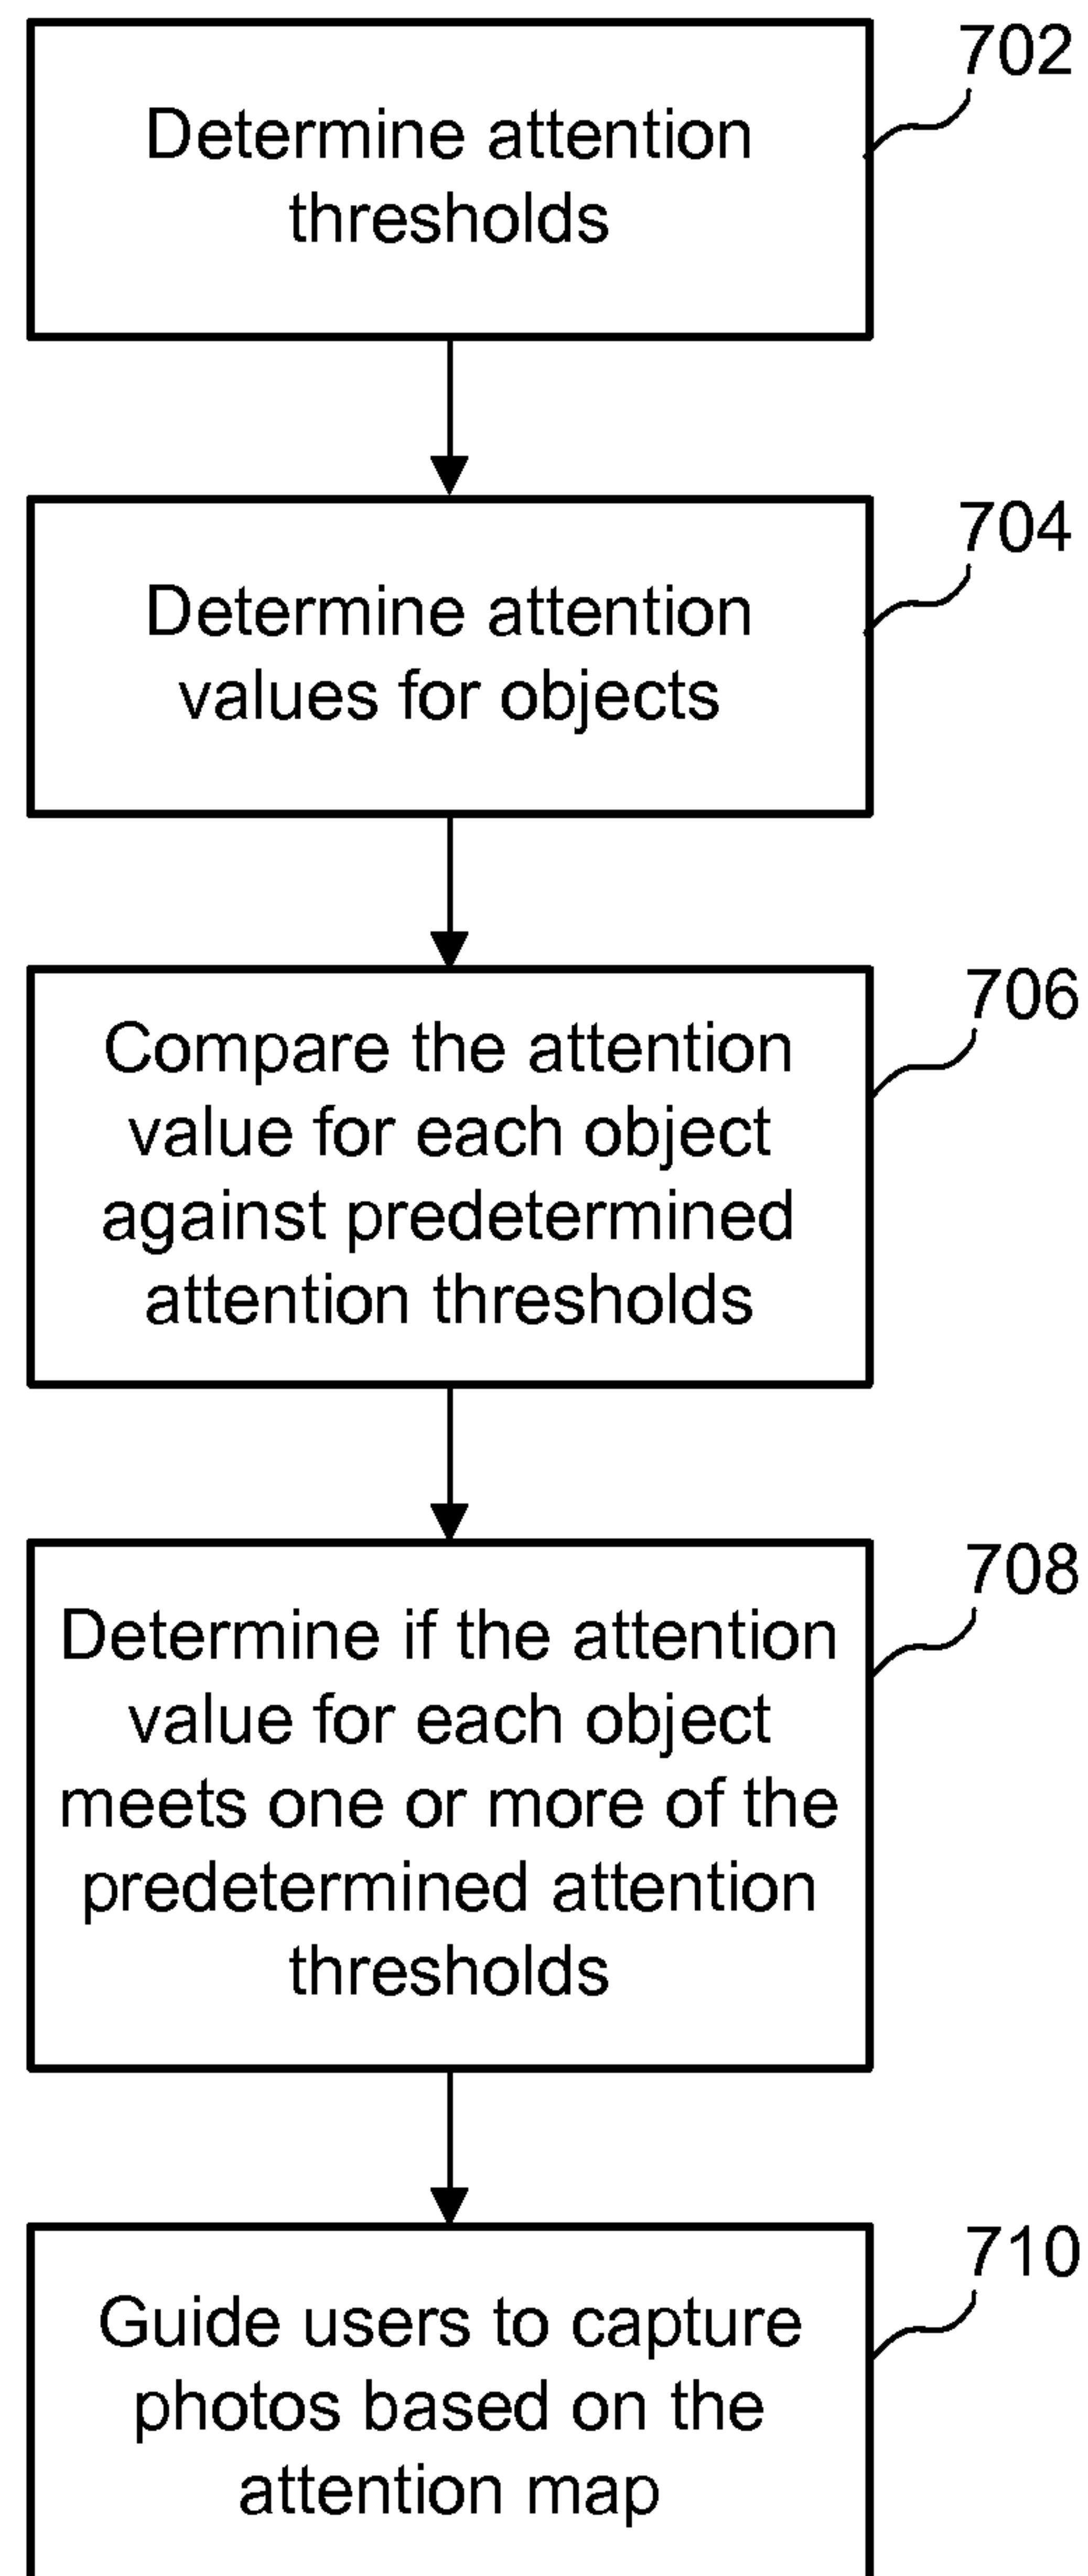 702
Determine attention
thresholds
704
Determine attention
values for objects
706
Compare the attention
value for each object
against predetermined
attention thresholds
708
Determine if the attention
value for each object
meets one or more of the
predetermined attention
thresholds
710
Guide users to capture
photos based on the
attention map